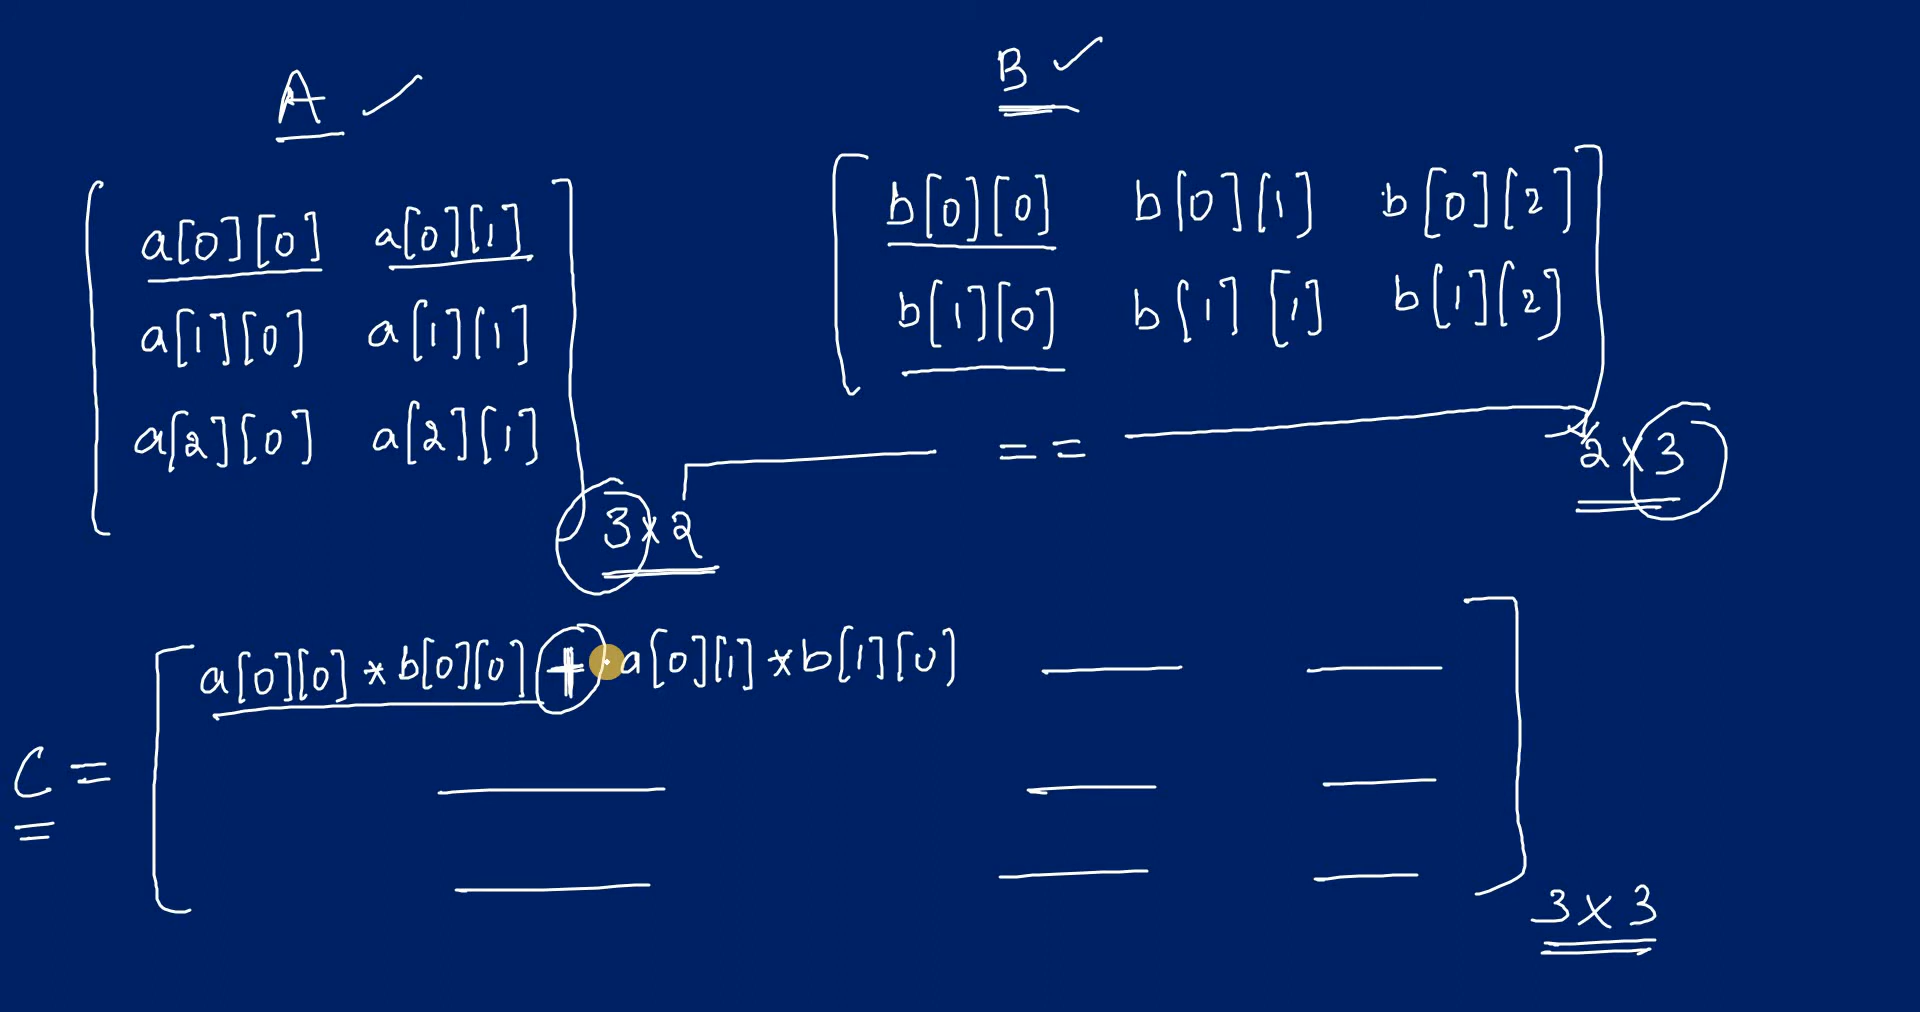 A
B
a[0][0] a[0][1]
a[1][0] a[1][1]
a[2][0] a[2][1]
3x2
b[0][0] b[0][1] b[0][2]
b[1][0] b[1][1] b[1][2]
==
2x3
C =
a[0][0] * b[0][0] + a[0][1] * b[1][0]
3x3